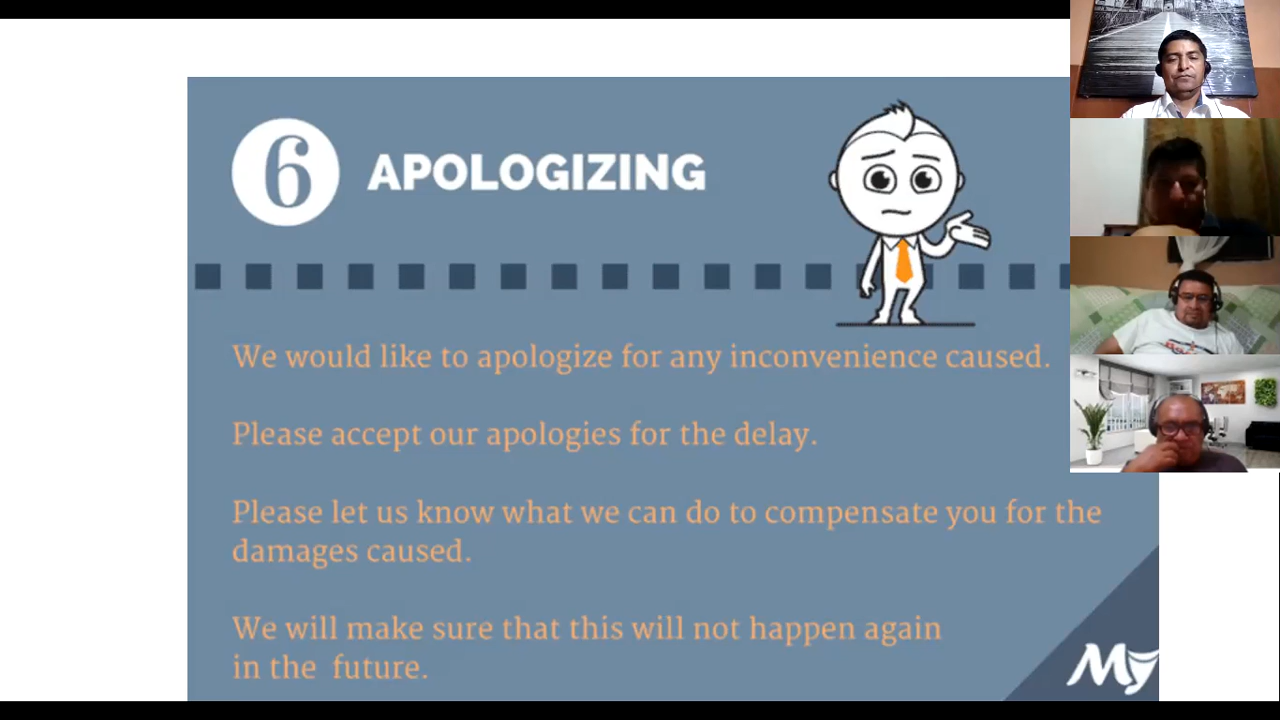 6 APOLOGIZING
We would like to apologize for any inconvenience caused.
Please accept our apologies for the delay.
Please let us know what we can do to compensate you for the
damages caused.
We will make sure that this will not happen again
in the future.
My